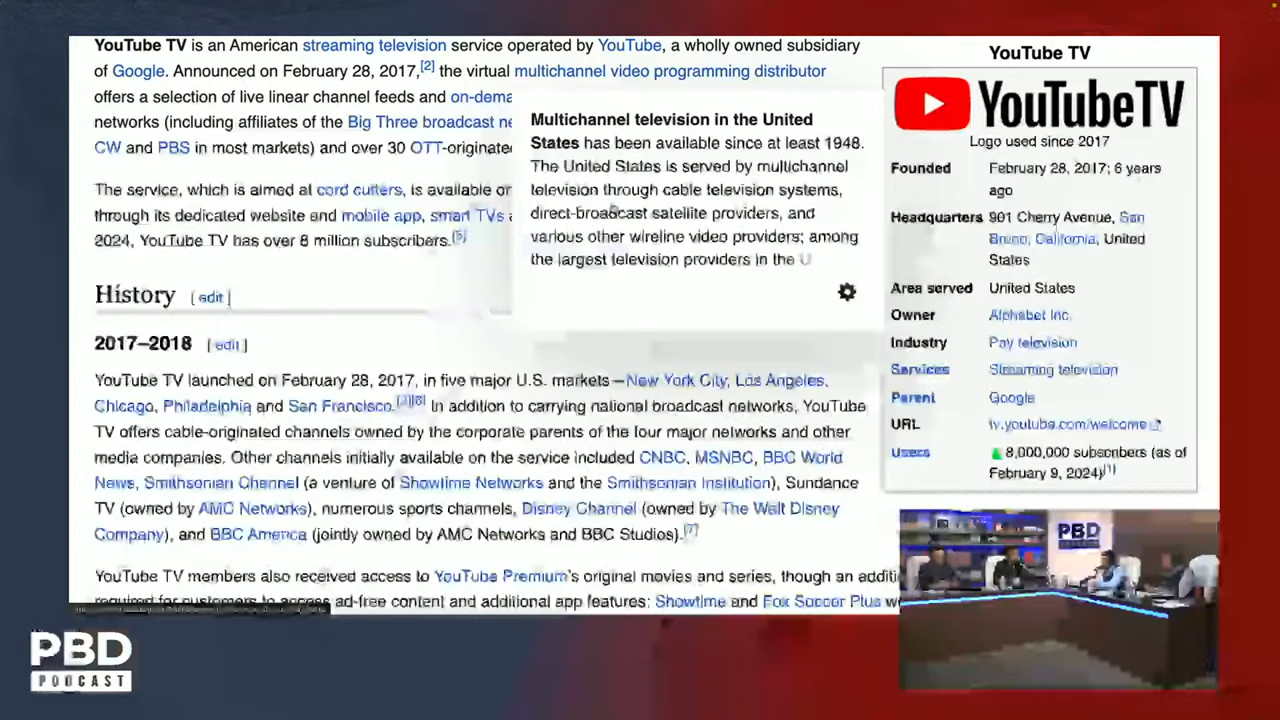 YouTube TV is an American streaming television service operated by YouTube, a wholly owned subsidiary
of Google. Announced on February 28, 2017,[2] the virtual multichannel video programming distributor
offers a selection of live linear channel feeds and on-dema
networks (including affiliates of the Big Three broadcast ne
CW and PBS in most markets) and over 30 OTT-originate
The service, which is aimed at cord cutters, is available or
through its dedicated website and mobile app, smart TVs a
2024, YouTube TV has over 8 million subscribers.[5]
Multichannel television in the United
States has been available since at least 1948.
The United States is served by multichannel
television through cable television systems,
direct-broadcast satellite providers, and
various other wireline video providers; among
the largest television providers in the U
History [ edit ]
2017–2018 [ edit ]
YouTube TV launched on February 28, 2017, in five major U.S. markets—New York City, Los Angeles,
Chicago, Philadelphia and San Francisco.[3][6] In addition to carrying national broadcast networks, YouTube
TV offers cable-originated channels owned by the corporate parents of the four major networks and other
media companies. Other channels initially available on the service included CNBC, MSNBC, BBC World
News, Smithsonian Channel (a venture of Showtime Networks and the Smithsonian Institution), Sundance
TV (owned by AMC Networks), numerous sports channels, Disney Channel (owned by The Walt Disney
Company), and BBC America (jointly owned by AMC Networks and BBC Studios).[7]
YouTube TV members also received access to YouTube Premium's original movies and series, though an additi
required for customers to access ad-free content and additional app features; Showtime and Fox Soccer Plus w
YouTube TV
YouTubeTV
Logo used since 2017
Founded February 28, 2017; 6 years
ago
Headquarters 901 Cherry Avenue, San
Bruno, California, United
States
Area served United States
Owner Alphabet Inc.
Industry Pay television
Services Streaming television
Parent Google
URL tv.youtube.com/welcome
Users 8,000,000 subscribers (as of
February 9, 2024)[1]
PBD
PBD
PODCAST